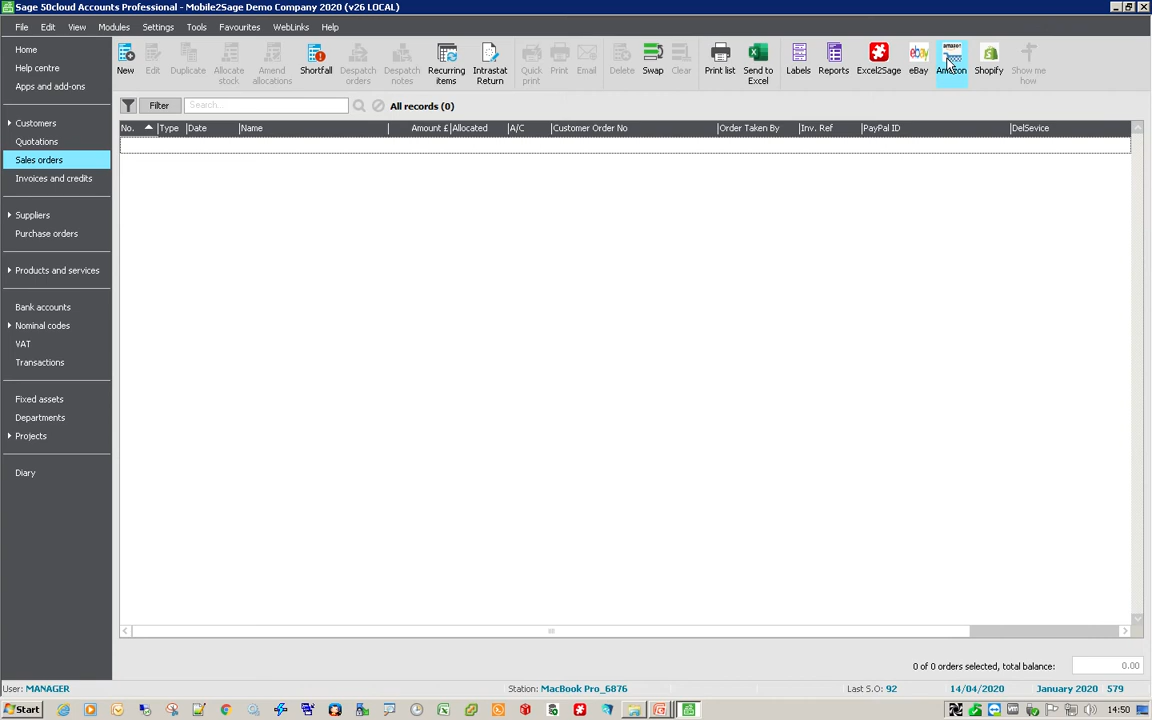 Sage 50cloud Accounts Professional - Mobile2Sage Demo Company 2020 (v26 LOCAL)
File Edit View Modules Settings Tools Favourites WebLinks Help
Home
Help centre
Apps and add-ons
Customers
Quotations
Sales orders
Invoices and credits
Suppliers
Purchase orders
Products and services
Bank accounts
Nominal codes
VAT
Transactions
Fixed assets
Departments
Projects
Diary
New Edit Duplicate Allocate stock Amend allocations Shortfall Despatch orders Despatch notes Recurring items Intrastat Return Quick print Print Email Delete Swap Clear Print list Send to Excel Labels Reports Excel2Sage eBay Amazon Shopify Show me how
Filter Search... All records (0)
No. Type Date Name Amount £ Allocated A/C Customer Order No Order Taken By Inv. Ref PayPal ID DelSevice
0 of 0 orders selected, total balance: 0.00
User: MANAGER Station: MacBook Pro_6876 Last S.O: 92 14/04/2020 January 2020 579
Start 14:50